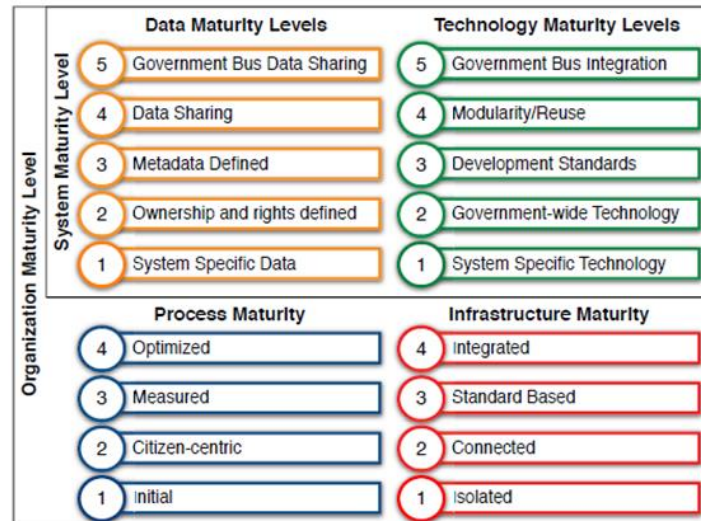 Organization Maturity Level
System Maturity Level
Data Maturity Levels
5 Government Bus Data Sharing
4 Data Sharing
3 Metadata Defined
2 Ownership and rights defined
1 System Specific Data
Technology Maturity Levels
5 Government Bus Integration
4 Modularity/Reuse
3 Development Standards
2 Government-wide Technology
1 System Specific Technology
Process Maturity
4 Optimized
3 Measured
2 Citizen-centric
1 Initial
Infrastructure Maturity
4 Integrated
3 Standard Based
2 Connected
1 Isolated